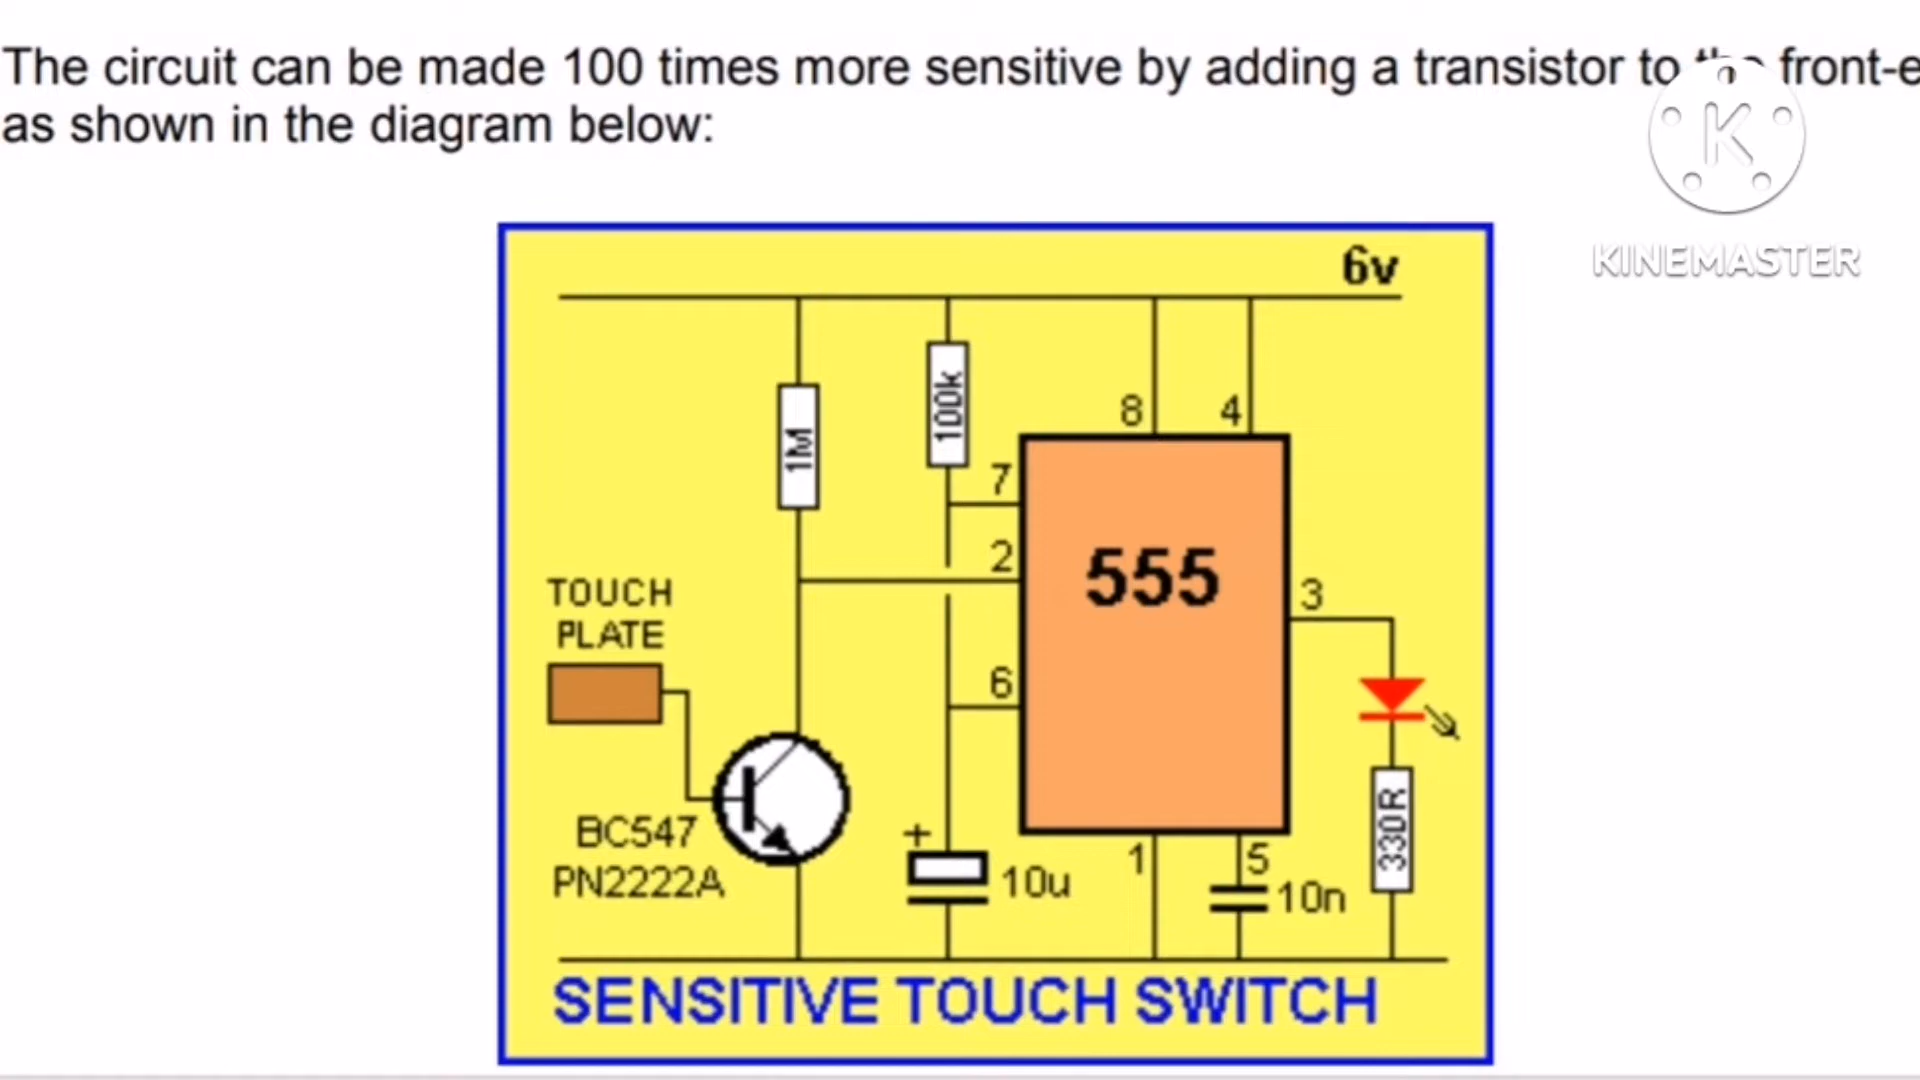 The circuit can be made 100 times more sensitive by adding a transistor to the front-e
as shown in the diagram below:
K
KINEMASTER
6v
1M
100k
8
4
7
2
555
3
TOUCH
PLATE
6
BC547
PN2222A
+
10u
1
5
10n
330R
SENSITIVE TOUCH SWITCH